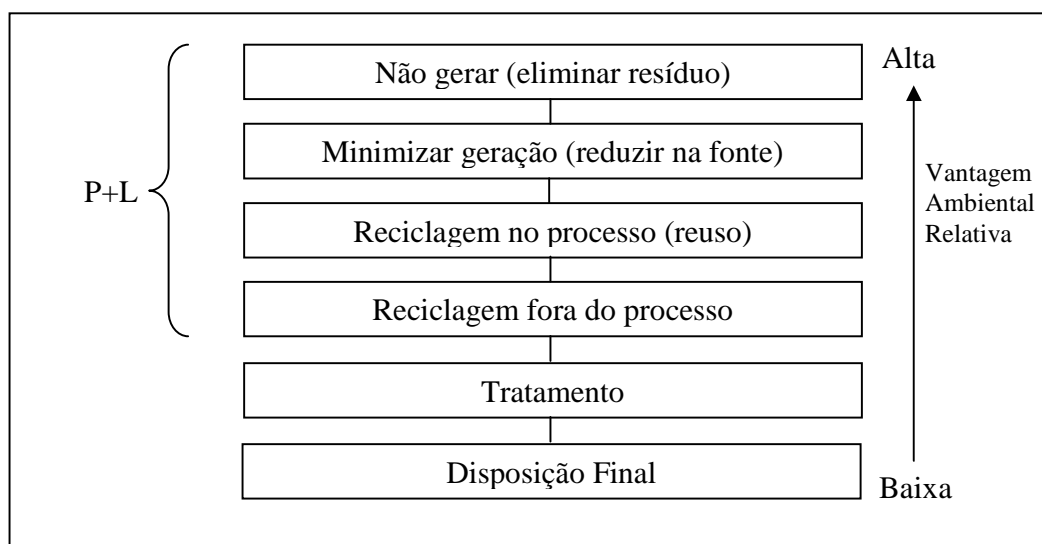 Não gerar (eliminar resíduo)
Alta
Minimizar geração (reduzir na fonte)
P+L
Vantagem
Ambiental
Relativa
Reciclagem no processo (reuso)
Reciclagem fora do processo
Tratamento
Disposição Final
Baixa